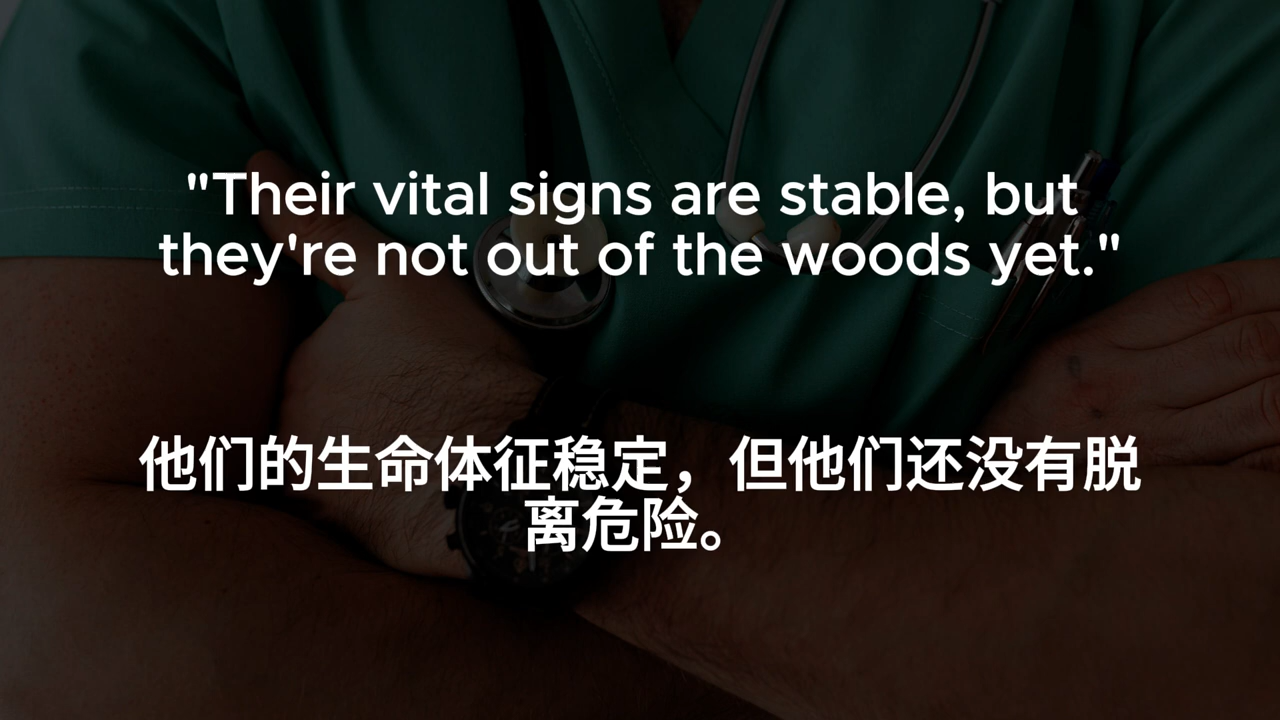 "Their vital signs are stable, but
they're not out of the woods yet."
他们的生命体征稳定，但他们还没有脱
离危险。